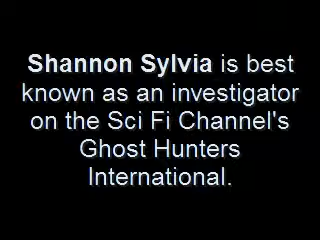 Shannon Sylvia is best
known as an investigator
on the Sci Fi Channel's
Ghost Hunters
International.